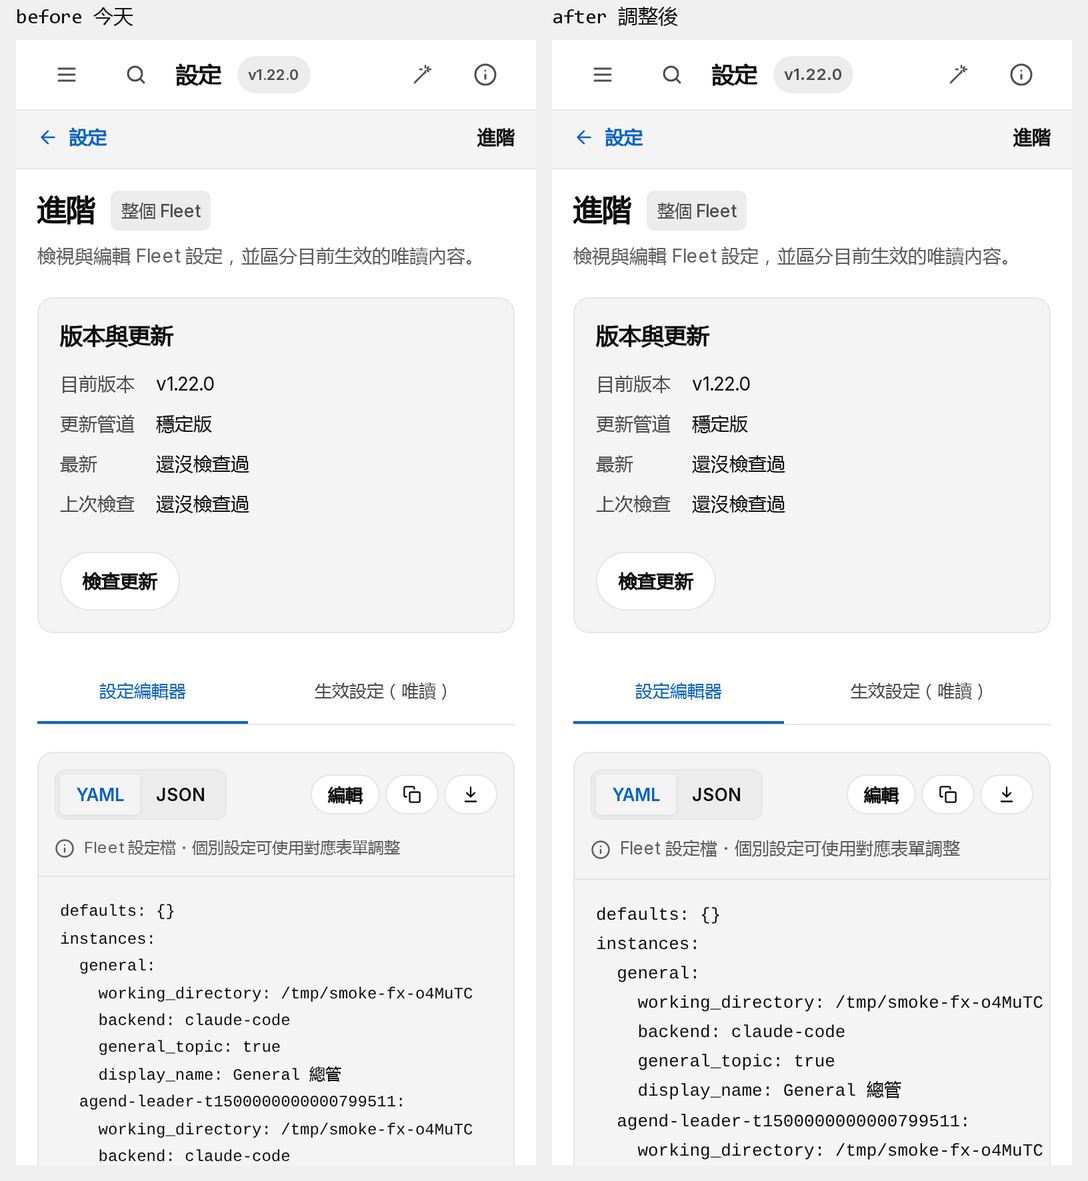 before 今天
設定 v1.22.0
設定 進階
進階 整個 Fleet
檢視與編輯 Fleet 設定，並區分目前生效的唯讀內容。
版本與更新
目前版本 v1.22.0
更新管道 穩定版
最新 還沒檢查過
上次檢查 還沒檢查過
檢查更新
設定編輯器 生效設定（唯讀）
YAML JSON 編輯
Fleet 設定檔・個別設定可使用對應表單調整
defaults: {}
instances:
  general:
    working_directory: /tmp/smoke-fx-o4MuTC
    backend: claude-code
    general_topic: true
    display_name: General 總管
  agend-leader-t1500000000000799511:
    working_directory: /tmp/smoke-fx-o4MuTC
    backend: claude-code
after 調整後
設定 v1.22.0
設定 進階
進階 整個 Fleet
檢視與編輯 Fleet 設定，並區分目前生效的唯讀內容。
版本與更新
目前版本 v1.22.0
更新管道 穩定版
最新 還沒檢查過
上次檢查 還沒檢查過
檢查更新
設定編輯器 生效設定（唯讀）
YAML JSON 編輯
Fleet 設定檔・個別設定可使用對應表單調整
defaults: {}
instances:
  general:
    working_directory: /tmp/smoke-fx-o4MuTC
    backend: claude-code
    general_topic: true
    display_name: General 總管
  agend-leader-t1500000000000799511:
    working_directory: /tmp/smoke-fx-o4MuTC